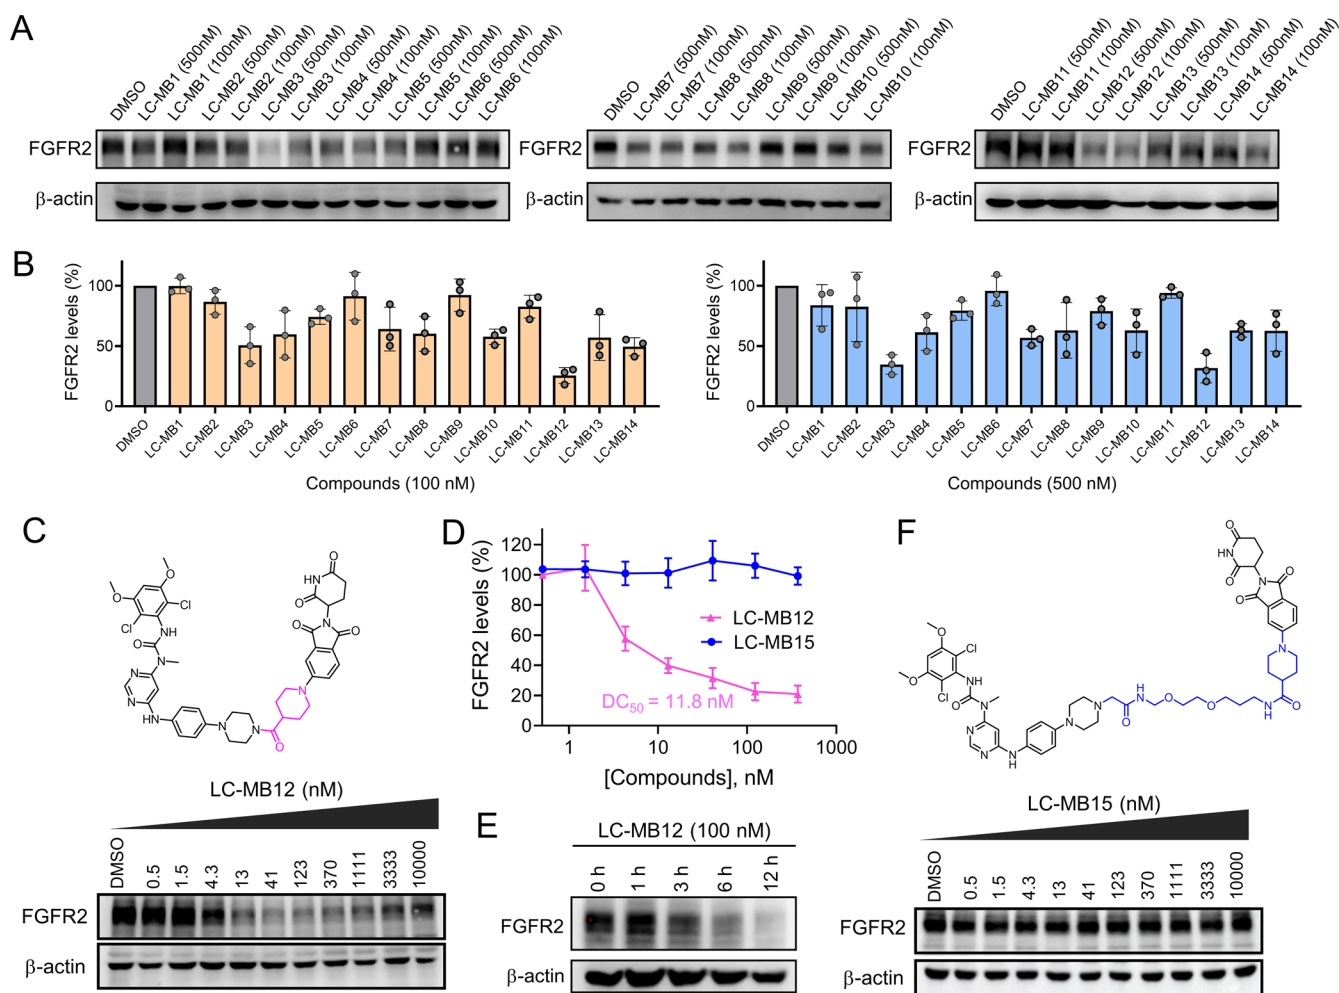 A
DMSO
LC-MB1 (500nM)
LC-MB1 (100nM)
LC-MB2 (500nM)
LC-MB2 (100nM)
LC-MB3 (500nM)
LC-MB3 (100nM)
LC-MB4 (500nM)
LC-MB4 (100nM)
LC-MB5 (500nM)
LC-MB5 (100nM)
LC-MB6 (500nM)
LC-MB6 (100nM)
FGFR2
β-actin
DMSO
LC-MB7 (500nM)
LC-MB7 (100nM)
LC-MB8 (500nM)
LC-MB8 (100nM)
LC-MB9 (500nM)
LC-MB9 (100nM)
LC-MB10 (500nM)
LC-MB10 (100nM)
FGFR2
β-actin
DMSO
LC-MB11 (500nM)
LC-MB11 (100nM)
LC-MB12 (500nM)
LC-MB12 (100nM)
LC-MB13 (500nM)
LC-MB13 (100nM)
LC-MB14 (500nM)
LC-MB14 (100nM)
FGFR2
β-actin
B
FGFR2 levels (%)
100
50
0
DMSO
LC-MB1
LC-MB2
LC-MB3
LC-MB4
LC-MB5
LC-MB6
LC-MB7
LC-MB8
LC-MB9
LC-MB10
LC-MB11
LC-MB12
LC-MB13
LC-MB14
Compounds (100 nM)
FGFR2 levels (%)
100
50
0
DMSO
LC-MB1
LC-MB2
LC-MB3
LC-MB4
LC-MB5
LC-MB6
LC-MB7
LC-MB8
LC-MB9
LC-MB10
LC-MB11
LC-MB12
LC-MB13
LC-MB14
Compounds (500 nM)
C
O
O
Cl
Cl
NH
O
N
N
N
HN
N
N
O
N
O
N
O
HN
O
O
LC-MB12 (nM)
DMSO
0.5
1.5
4.3
13
41
123
370
1111
3333
10000
FGFR2
β-actin
D
FGFR2 levels (%)
120
100
80
60
40
20
0
LC-MB12
LC-MB15
DC50 = 11.8 nM
1
10
100
1000
[Compounds], nM
E
LC-MB12 (100 nM)
0 h
1 h
3 h
6 h
12 h
FGFR2
β-actin
F
O
HN
O
O
N
O
N
O
O
Cl
Cl
NH
O
N
N
N
N
H
N
N
O
H
N
O
O
N
H
O
LC-MB15 (nM)
DMSO
0.5
1.5
4.3
13
41
123
370
1111
3333
10000
FGFR2
β-actin